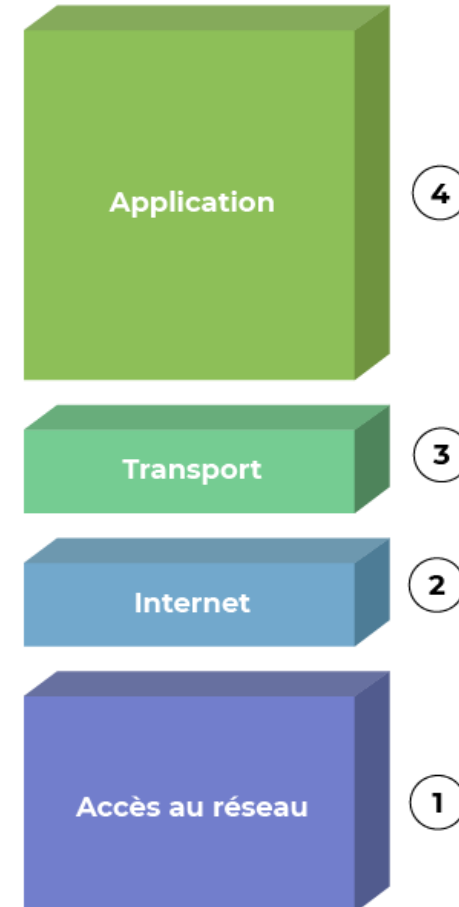 Application
4
Transport
3
Internet
2
Accès au réseau
1